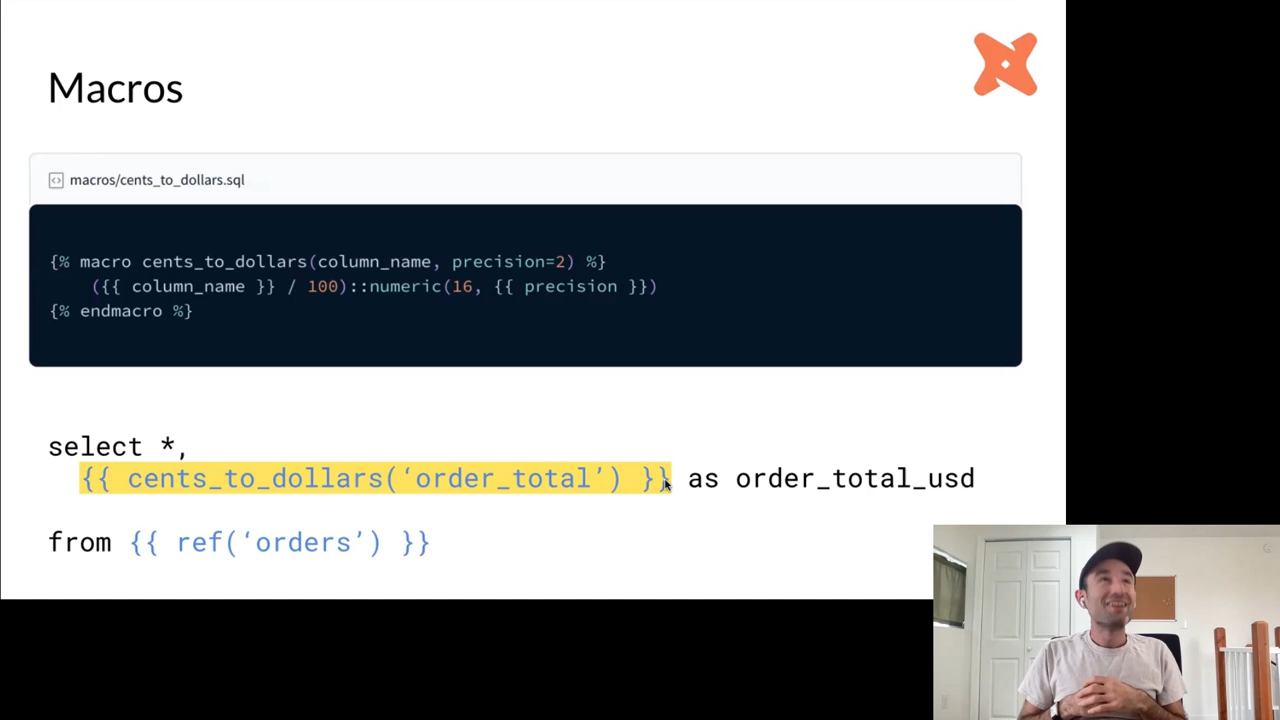 Macros
macros/cents_to_dollars.sql
{% macro cents_to_dollars(column_name, precision=2) %}
({{ column_name }} / 100)::numeric(16, {{ precision }})
{% endmacro %}
select *,
{{ cents_to_dollars(‘order_total’) }} as order_total_usd
from {{ ref(‘orders’) }}